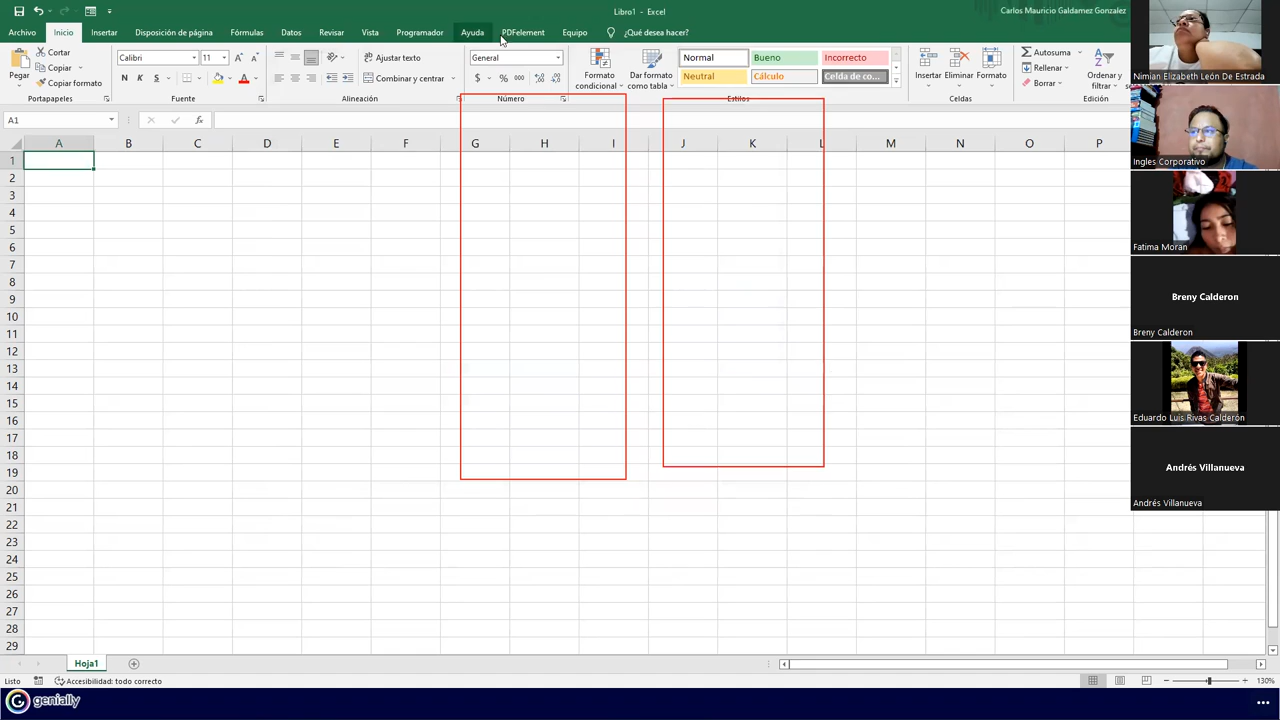 Libro1 - Excel
Carlos Mauricio Galdamez Gonzalez
Archivo Inicio Insertar Disposición de página Fórmulas Datos Revisar Vista Programador Ayuda PDFelement Equipo ¿Qué desea hacer?
Pegar
Cortar
Copiar
Copiar formato
Portapapeles
Calibri 11
N K S
Fuente
Ajustar texto
Combinar y centrar
Alineación
General
$ % 000
Número
Formato condicional
Dar formato como tabla
Normal Bueno Incorrecto
Neutral Cálculo Celda de co...
Estilos
Insertar Eliminar Formato
Celdas
Autosuma
Rellenar
Borrar
Ordenar y filtrar
Edición
A1
fx
A B C D E F G H I J K L M N O P
1
2
3
4
5
6
7
8
9
10
11
12
13
14
15
16
17
18
19
20
21
22
23
24
25
26
27
28
29
Nimian Elizabeth León De Estrada
Ingles Corporativo
Fatima Morán
Breny Calderon
Breny Calderon
Eduardo Luis Rivas Calderón
Andrés Villanueva
Andrés Villanueva
Hoja1
Listo Accesibilidad: todo correcto 130%
genially